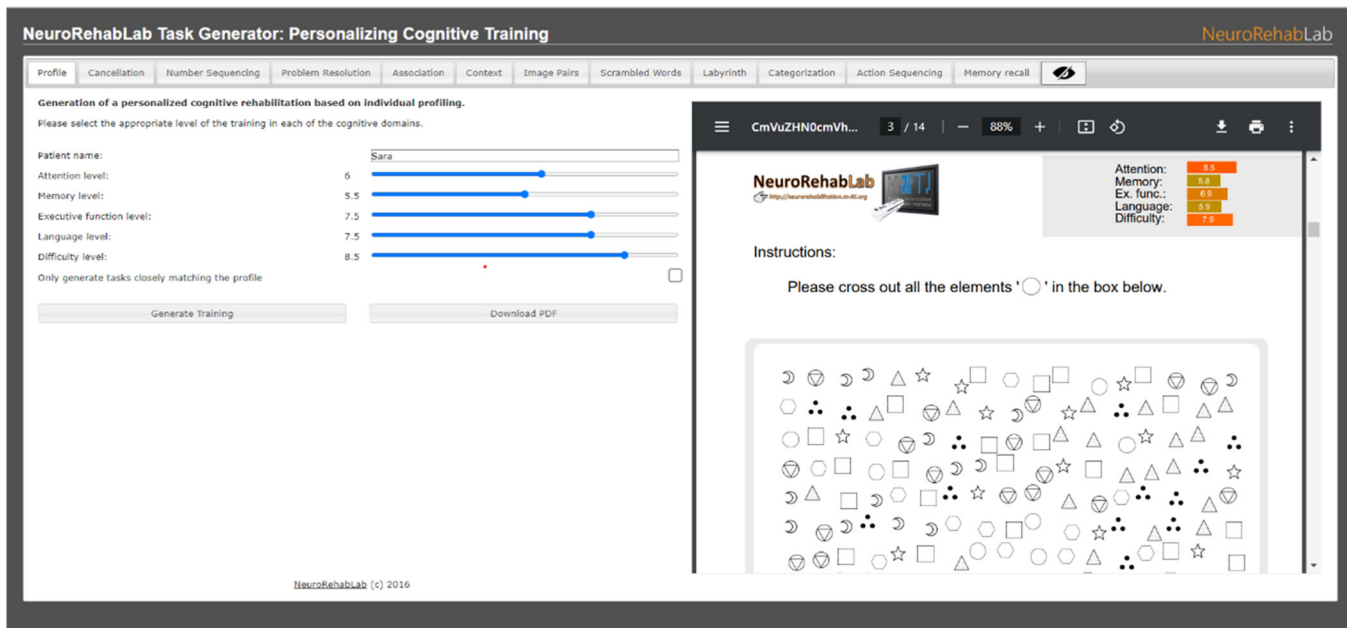 NeuroRehabLab Task Generator: Personalizing Cognitive Training
NeuroRehabLab
Profile Cancellation Number Sequencing Problem Resolution Association Context Image Pairs Scrambled Words Labyrinth Categorization Action Sequencing Memory recall
Generation of a personalized cognitive rehabilitation based on individual profiling.
Please select the appropriate level of the training in each of the cognitive domains.
Patient name: Sara
Attention level: 6
Memory level: 5.5
Executive function level: 7.5
Language level: 7.5
Difficulty level: 8.5
Only generate tasks closely matching the profile
Generate Training Download PDF
NeuroRehabLab (c) 2016
CmVuZHN0cmVh... 3 / 14 | — 88% + |
NeuroRehabLab
http://neurorehabilitation.m-iti.org
Attention: 8.5
Memory: 5.8
Ex. func.: 6.9
Language: 5.9
Difficulty: 7.9
Instructions:
Please cross out all the elements ' ' in the box below.